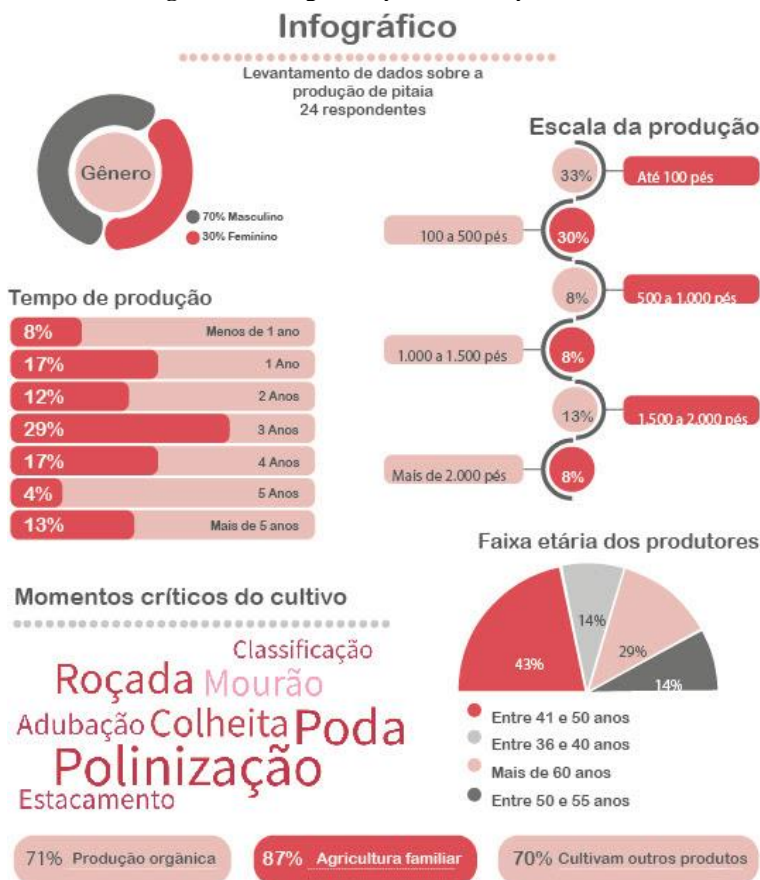 Infográfico
Levantamento de dados sobre a
produção de pitaia
24 respondentes
Gênero
70% Masculino
30% Feminino
Escala da produção
33% Até 100 pés
100 a 500 pés 30%
8% 500 a 1.000 pés
1.000 a 1.500 pés 8%
13% 1.500 a 2.000 pés
Mais de 2.000 pés 8%
Tempo de produção
8% Menos de 1 ano
17% 1 Ano
12% 2 Anos
29% 3 Anos
17% 4 Anos
4% 5 Anos
13% Mais de 5 anos
Momentos críticos do cultivo
Classificação
Roçada Mourão
Adubação Colheita Poda
Polinização
Estacamento
Faixa etária dos produtores
43%
14%
29%
14%
Entre 41 e 50 anos
Entre 36 e 40 anos
Mais de 60 anos
Entre 50 e 55 anos
71% Produção orgânica
87% Agricultura familiar
70% Cultivam outros produtos